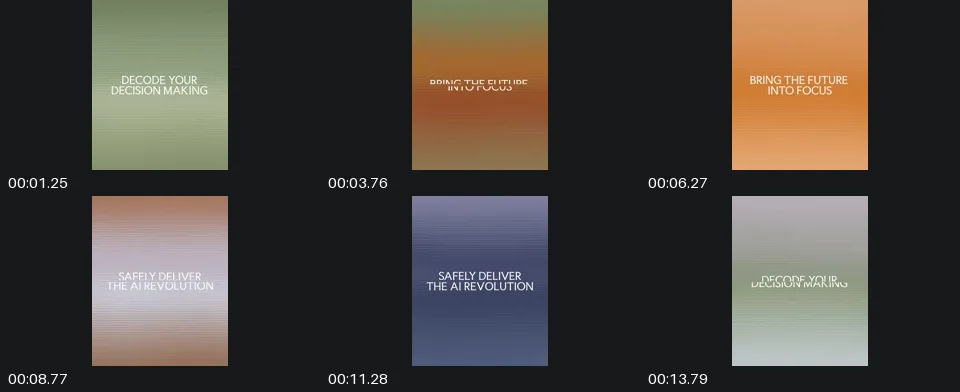 DECODE YOUR
DECISION MAKING
BRING THE FUTURE
INTO FOCUS
BRING THE FUTURE
INTO FOCUS
00:01.25
00:03.76
00:06.27
SAFELY DELIVER
THE AI REVOLUTION
SAFELY DELIVER
THE AI REVOLUTION
DECODE YOUR
DECISION MAKING
00:08.77
00:11.28
00:13.79